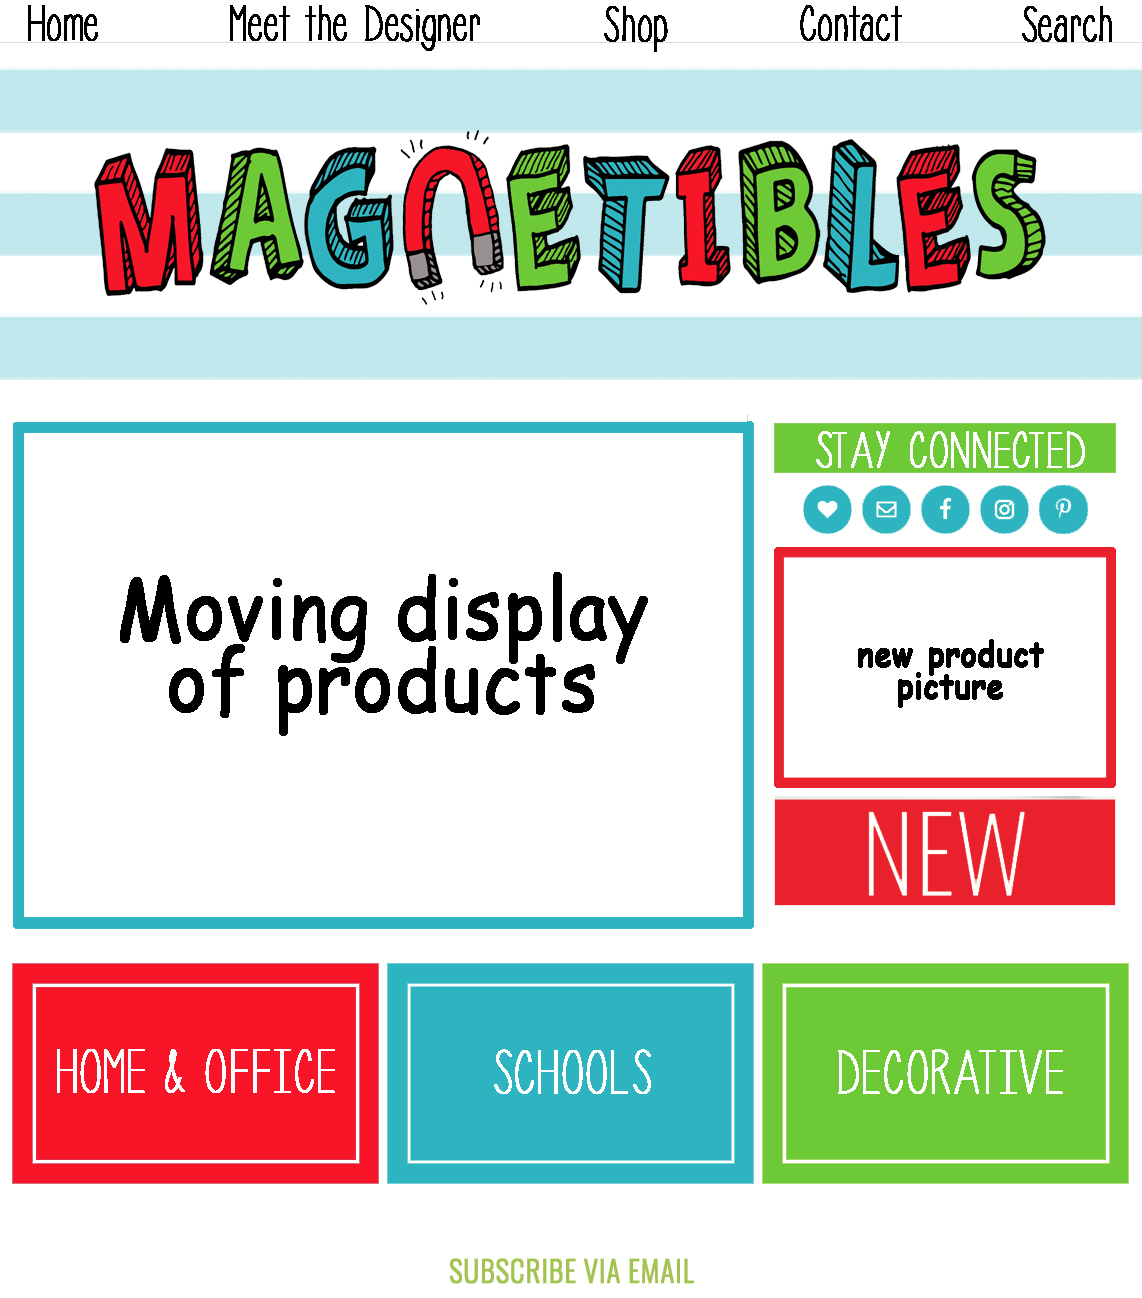 Home Meet the Designer Shop Contact Search
MAGNETIBLES
Moving display
of products
STAY CONNECTED
new product
picture
NEW
HOME & OFFICE
SCHOOLS
DECORATIVE
SUBSCRIBE VIA EMAIL